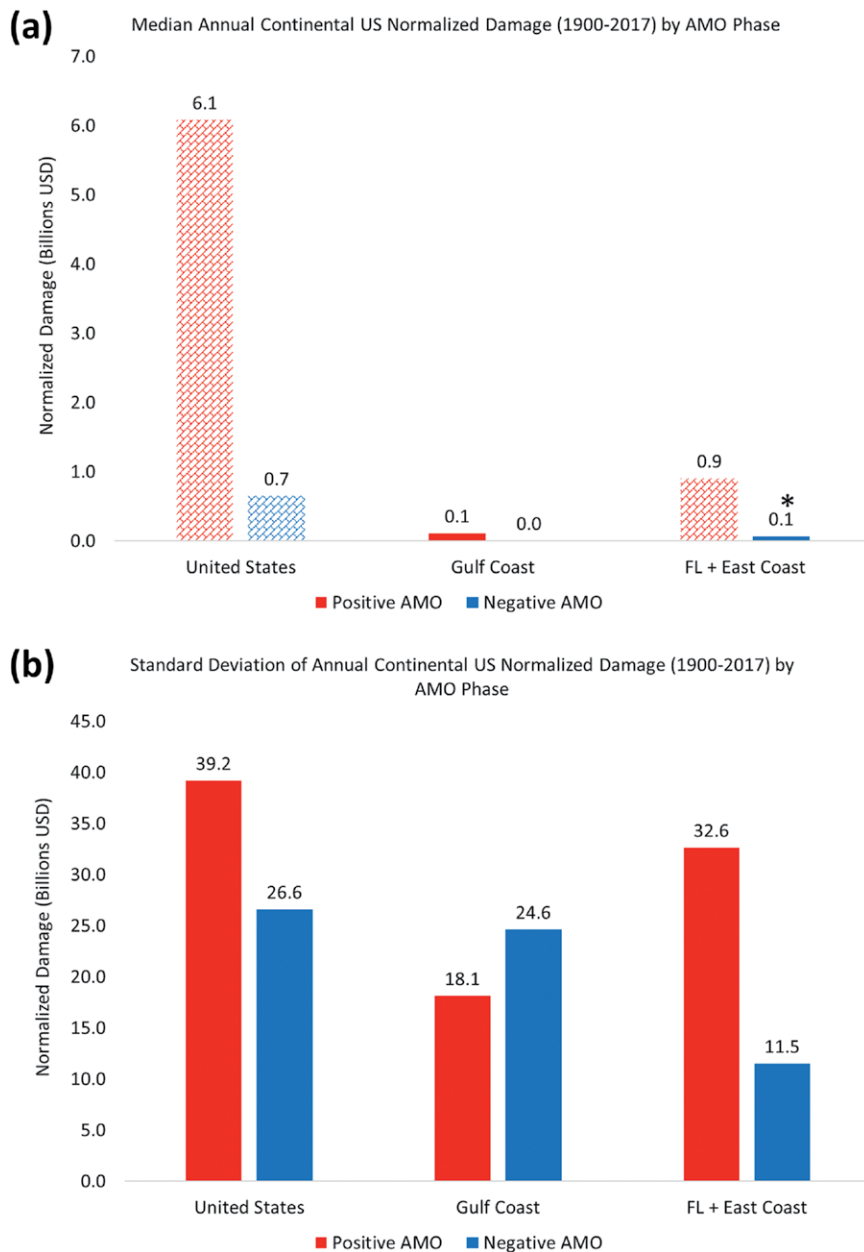 (a)
Median Annual Continental US Normalized Damage (1900-2017) by AMO Phase
Normalized Damage (Billions USD)
7.0
6.0
5.0
4.0
3.0
2.0
1.0
0.0
6.1
0.7
0.1
0.0
0.9
*
0.1
United States
Gulf Coast
FL + East Coast
Positive AMO
Negative AMO
(b)
Standard Deviation of Annual Continental US Normalized Damage (1900-2017) by
AMO Phase
Normalized Damage (Billions USD)
45.0
40.0
35.0
30.0
25.0
20.0
15.0
10.0
5.0
0.0
39.2
26.6
18.1
24.6
32.6
11.5
United States
Gulf Coast
FL + East Coast
Positive AMO
Negative AMO